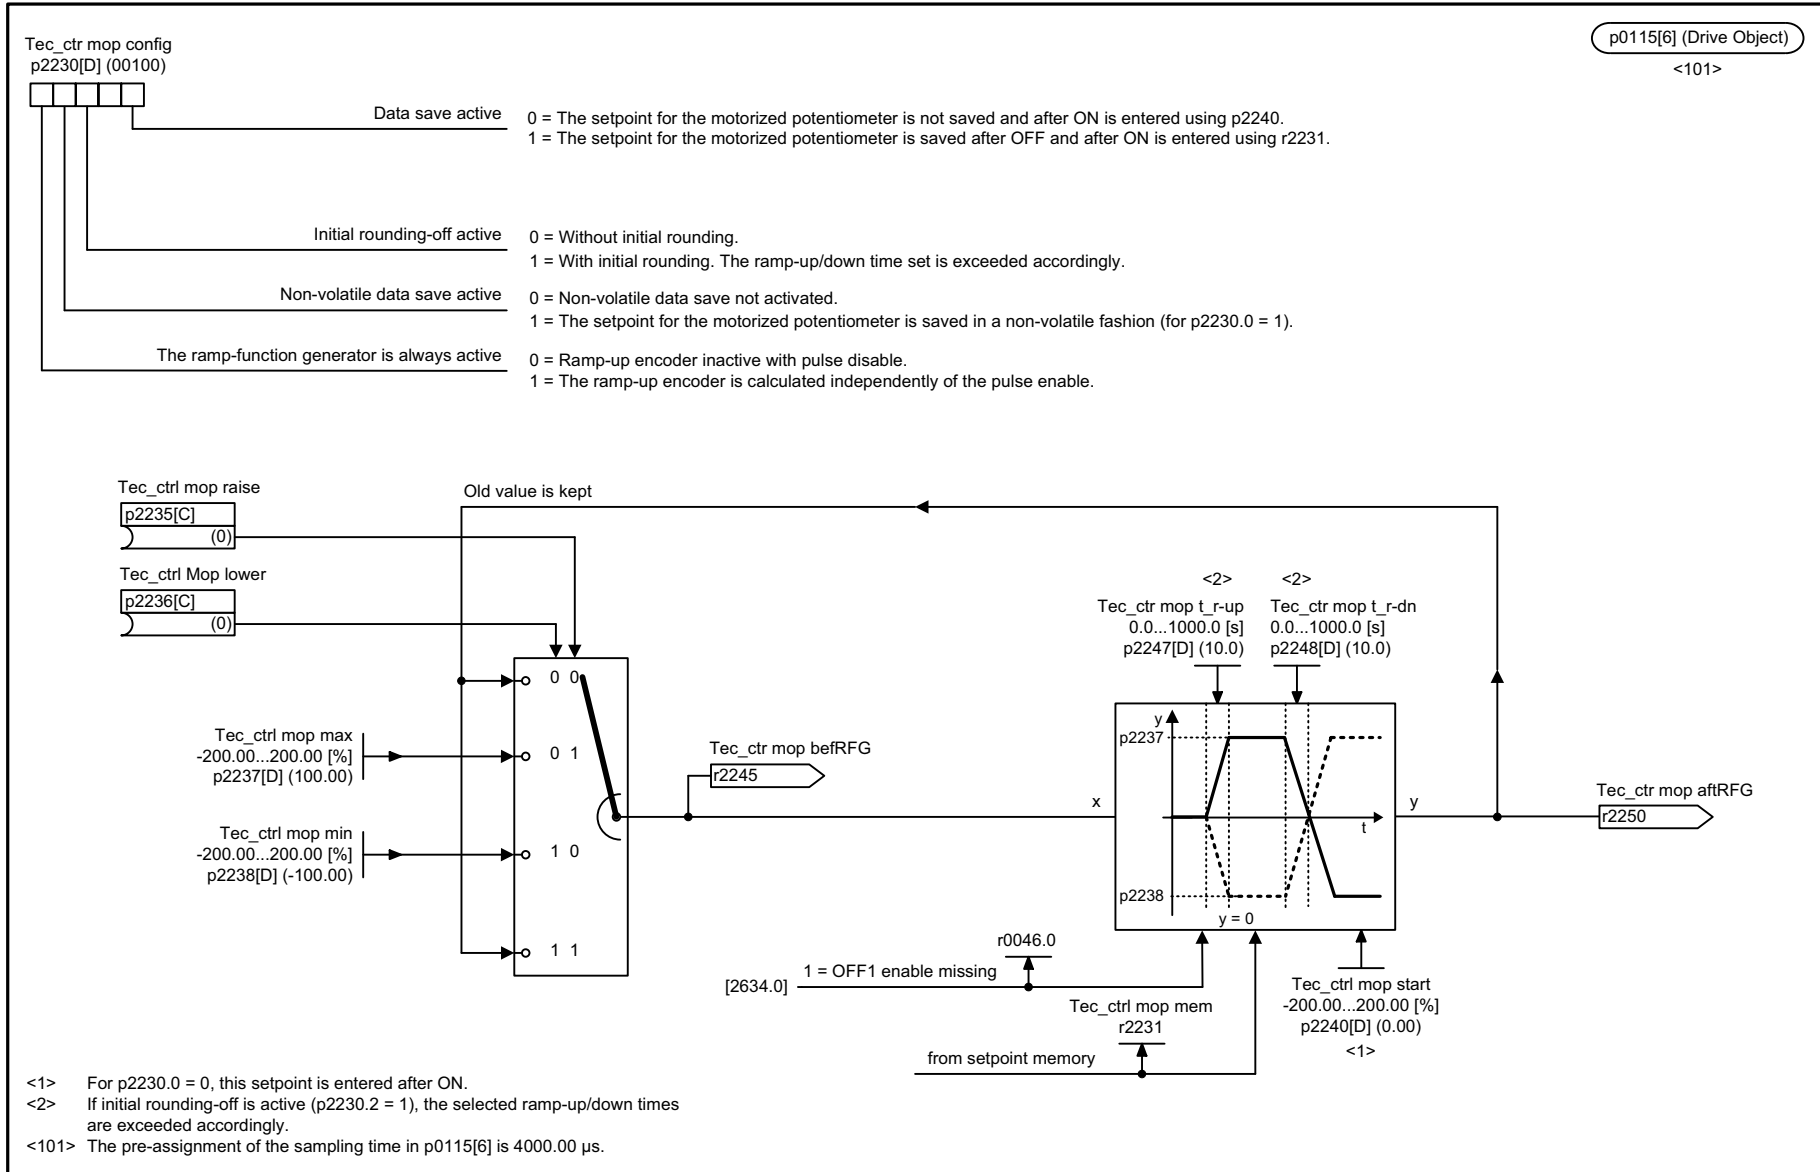 Tec_ctr mop config
p2230[D] (00100)
p0115[6] (Drive Object)
<101>
Data save active
0 = The setpoint for the motorized potentiometer is not saved and after ON is entered using p2240.
1 = The setpoint for the motorized potentiometer is saved after OFF and after ON is entered using r2231.
Initial rounding-off active
0 = Without initial rounding.
1 = With initial rounding. The ramp-up/down time set is exceeded accordingly.
Non-volatile data save active
0 = Non-volatile data save not activated.
1 = The setpoint for the motorized potentiometer is saved in a non-volatile fashion (for p2230.0 = 1).
The ramp-function generator is always active
0 = Ramp-up encoder inactive with pulse disable.
1 = The ramp-up encoder is calculated independently of the pulse enable.
Tec_ctrl mop raise
p2235[C]
(0)
Old value is kept
Tec_ctrl Mop lower
p2236[C]
(0)
0 0
0 1
1 0
1 1
Tec_ctrl mop max
-200.00...200.00 [%]
p2237[D] (100.00)
Tec_ctrl mop min
-200.00...200.00 [%]
p2238[D] (-100.00)
Tec_ctr mop befRFG
r2245
<2>
Tec_ctr mop t_r-up
0.0...1000.0 [s]
p2247[D] (10.0)
<2>
Tec_ctr mop t_r-dn
0.0...1000.0 [s]
p2248[D] (10.0)
x
y
p2237
t
p2238
y = 0
y
Tec_ctr mop aftRFG
r2250
r0046.0
1 = OFF1 enable missing
[2634.0]
Tec_ctrl mop mem
r2231
from setpoint memory
Tec_ctrl mop start
-200.00...200.00 [%]
p2240[D] (0.00)
<1>
<1> For p2230.0 = 0, this setpoint is entered after ON.
<2> If initial rounding-off is active (p2230.2 = 1), the selected ramp-up/down times
are exceeded accordingly.
<101> The pre-assignment of the sampling time in p0115[6] is 4000.00 µs.